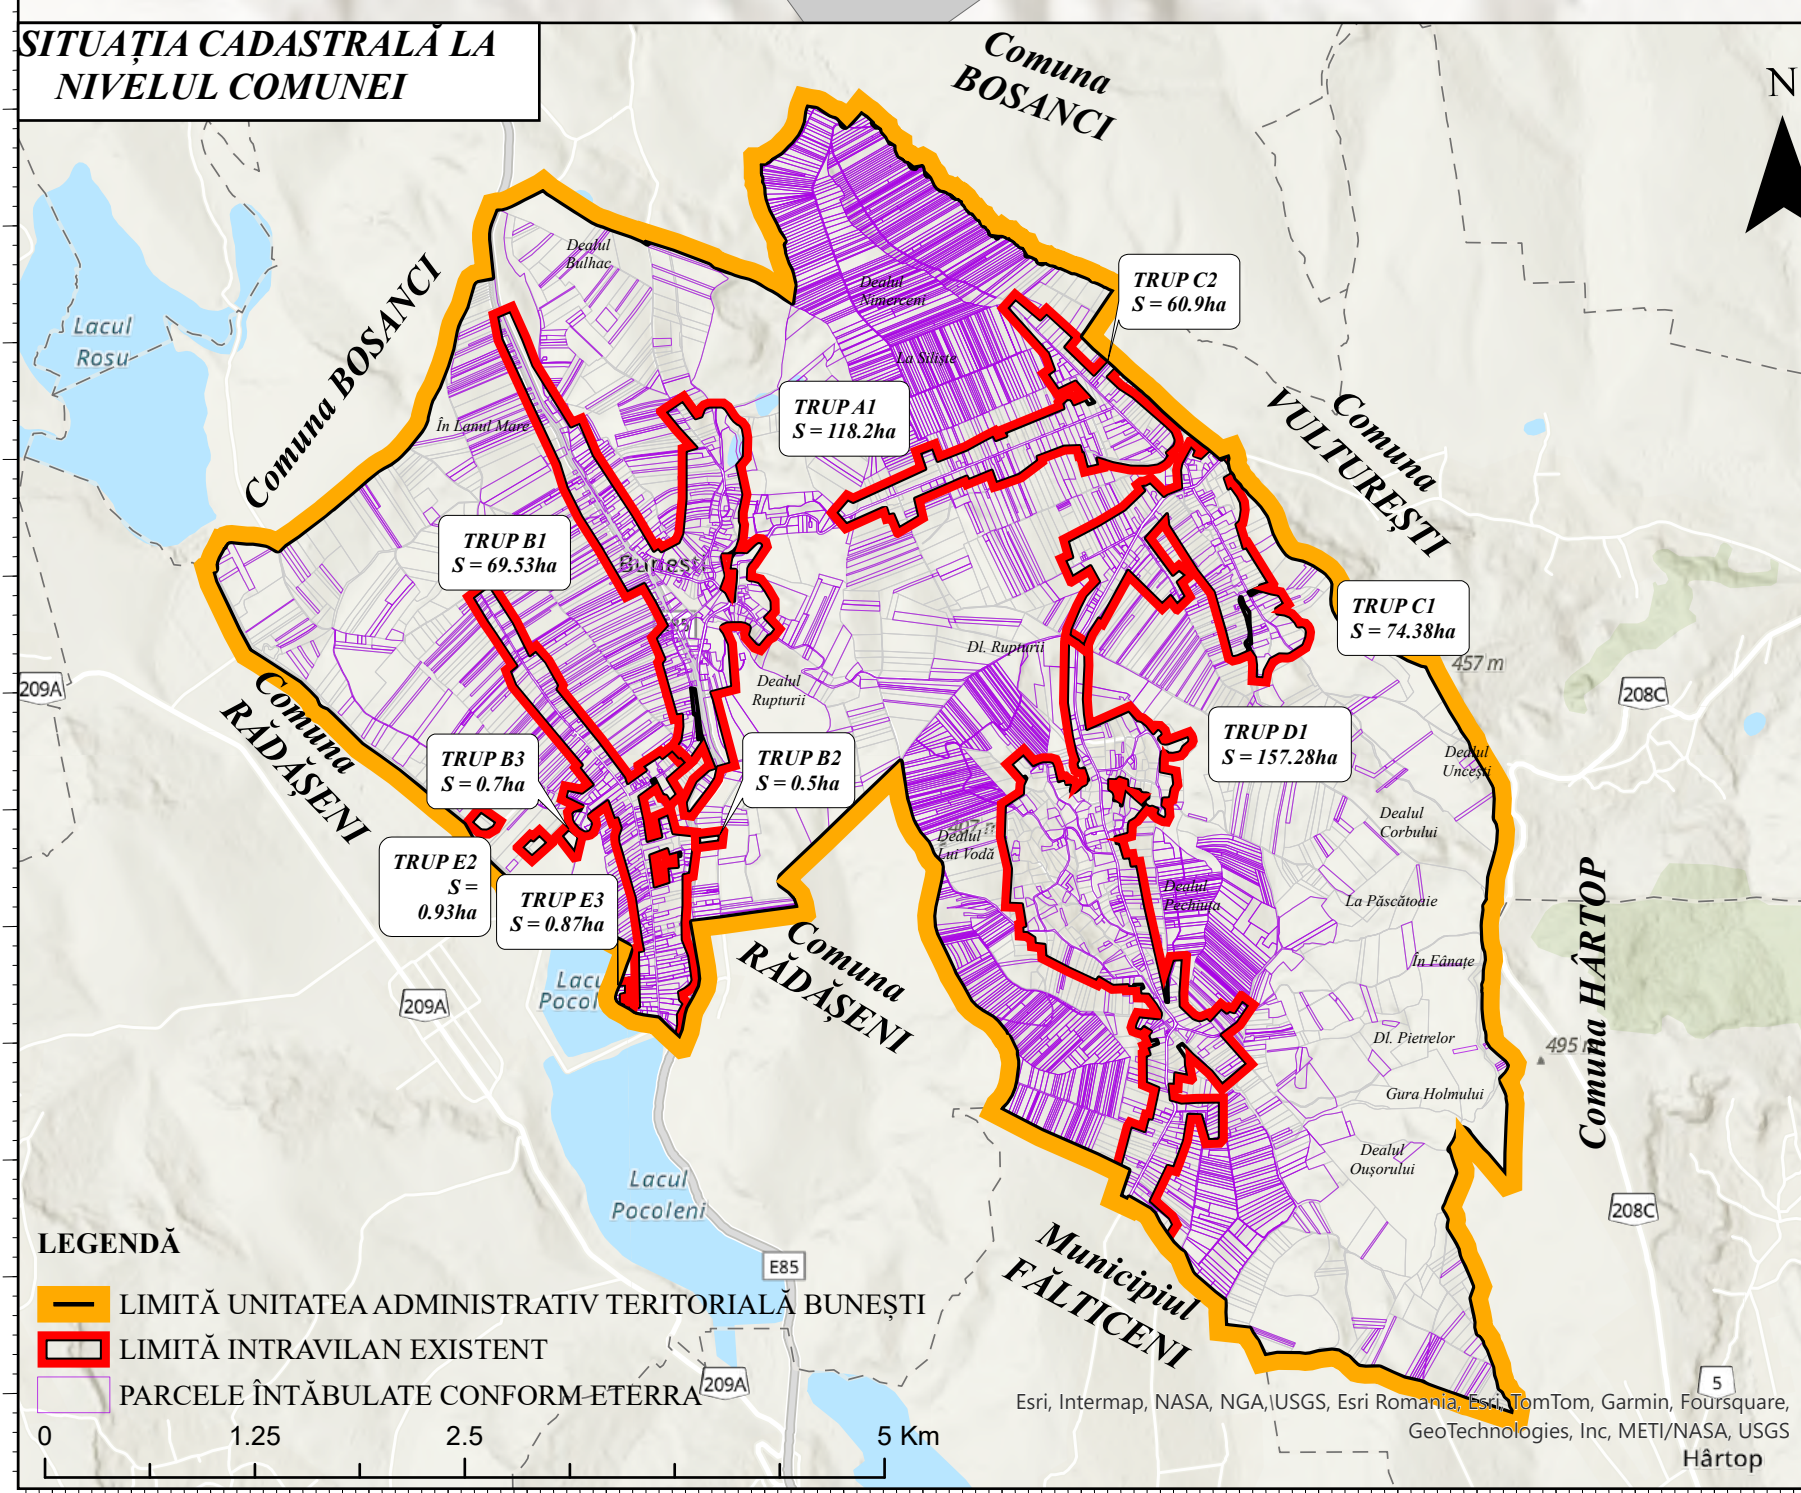 SITUAȚIA CADASTRALĂ LA
NIVELUL COMUNEI
Comuna
BOSANCI
N
Dealul
Bulhac
Comuna BOSANCI
Lacul
Rosu
Dealul
Nimerceni
TRUP C2
S = 60.9ha
La Siliște
În Lanul Mare
TRUP A1
S = 118.2ha
Comuna
VULTUREȘTI
TRUP B1
S = 69.53ha
Bunești
TRUP C1
S = 74.38ha
Dl. Rupturii
457 m
209A
208C
Comuna
RĂDĂȘENI
Dealul
Rupturii
TRUP D1
S = 157.28ha
TRUP B3
S = 0.7ha
TRUP B2
S = 0.5ha
Dealul
Uncești
Dealul
Corbului
Dealul
Lui Vodă
TRUP E2
S =
0.93ha
TRUP E3
S = 0.87ha
Dealul
Pechiuța
La Păscătoaie
Comuna HÂRTOP
Comuna
RĂDĂȘENI
În Fânațe
209A
Dl. Pietrelor
Gura Holmului
Dealul
Oușorului
Lacul
Pocoleni
208C
Municipiul
FĂLTICENI
LEGENDĂ
E85
LIMITĂ UNITATEA ADMINISTRATIV TERITORIALĂ BUNEȘTI
LIMITĂ INTRAVILAN EXISTENT
PARCELE ÎNTĂBULATE CONFORM ETERRA
209A
5
0 1.25 2.5 5 Km
Esri, Intermap, NASA, NGA, USGS, Esri Romania, Esri, TomTom, Garmin, Foursquare,
GeoTechnologies, Inc, METI/NASA, USGS
Hârtop